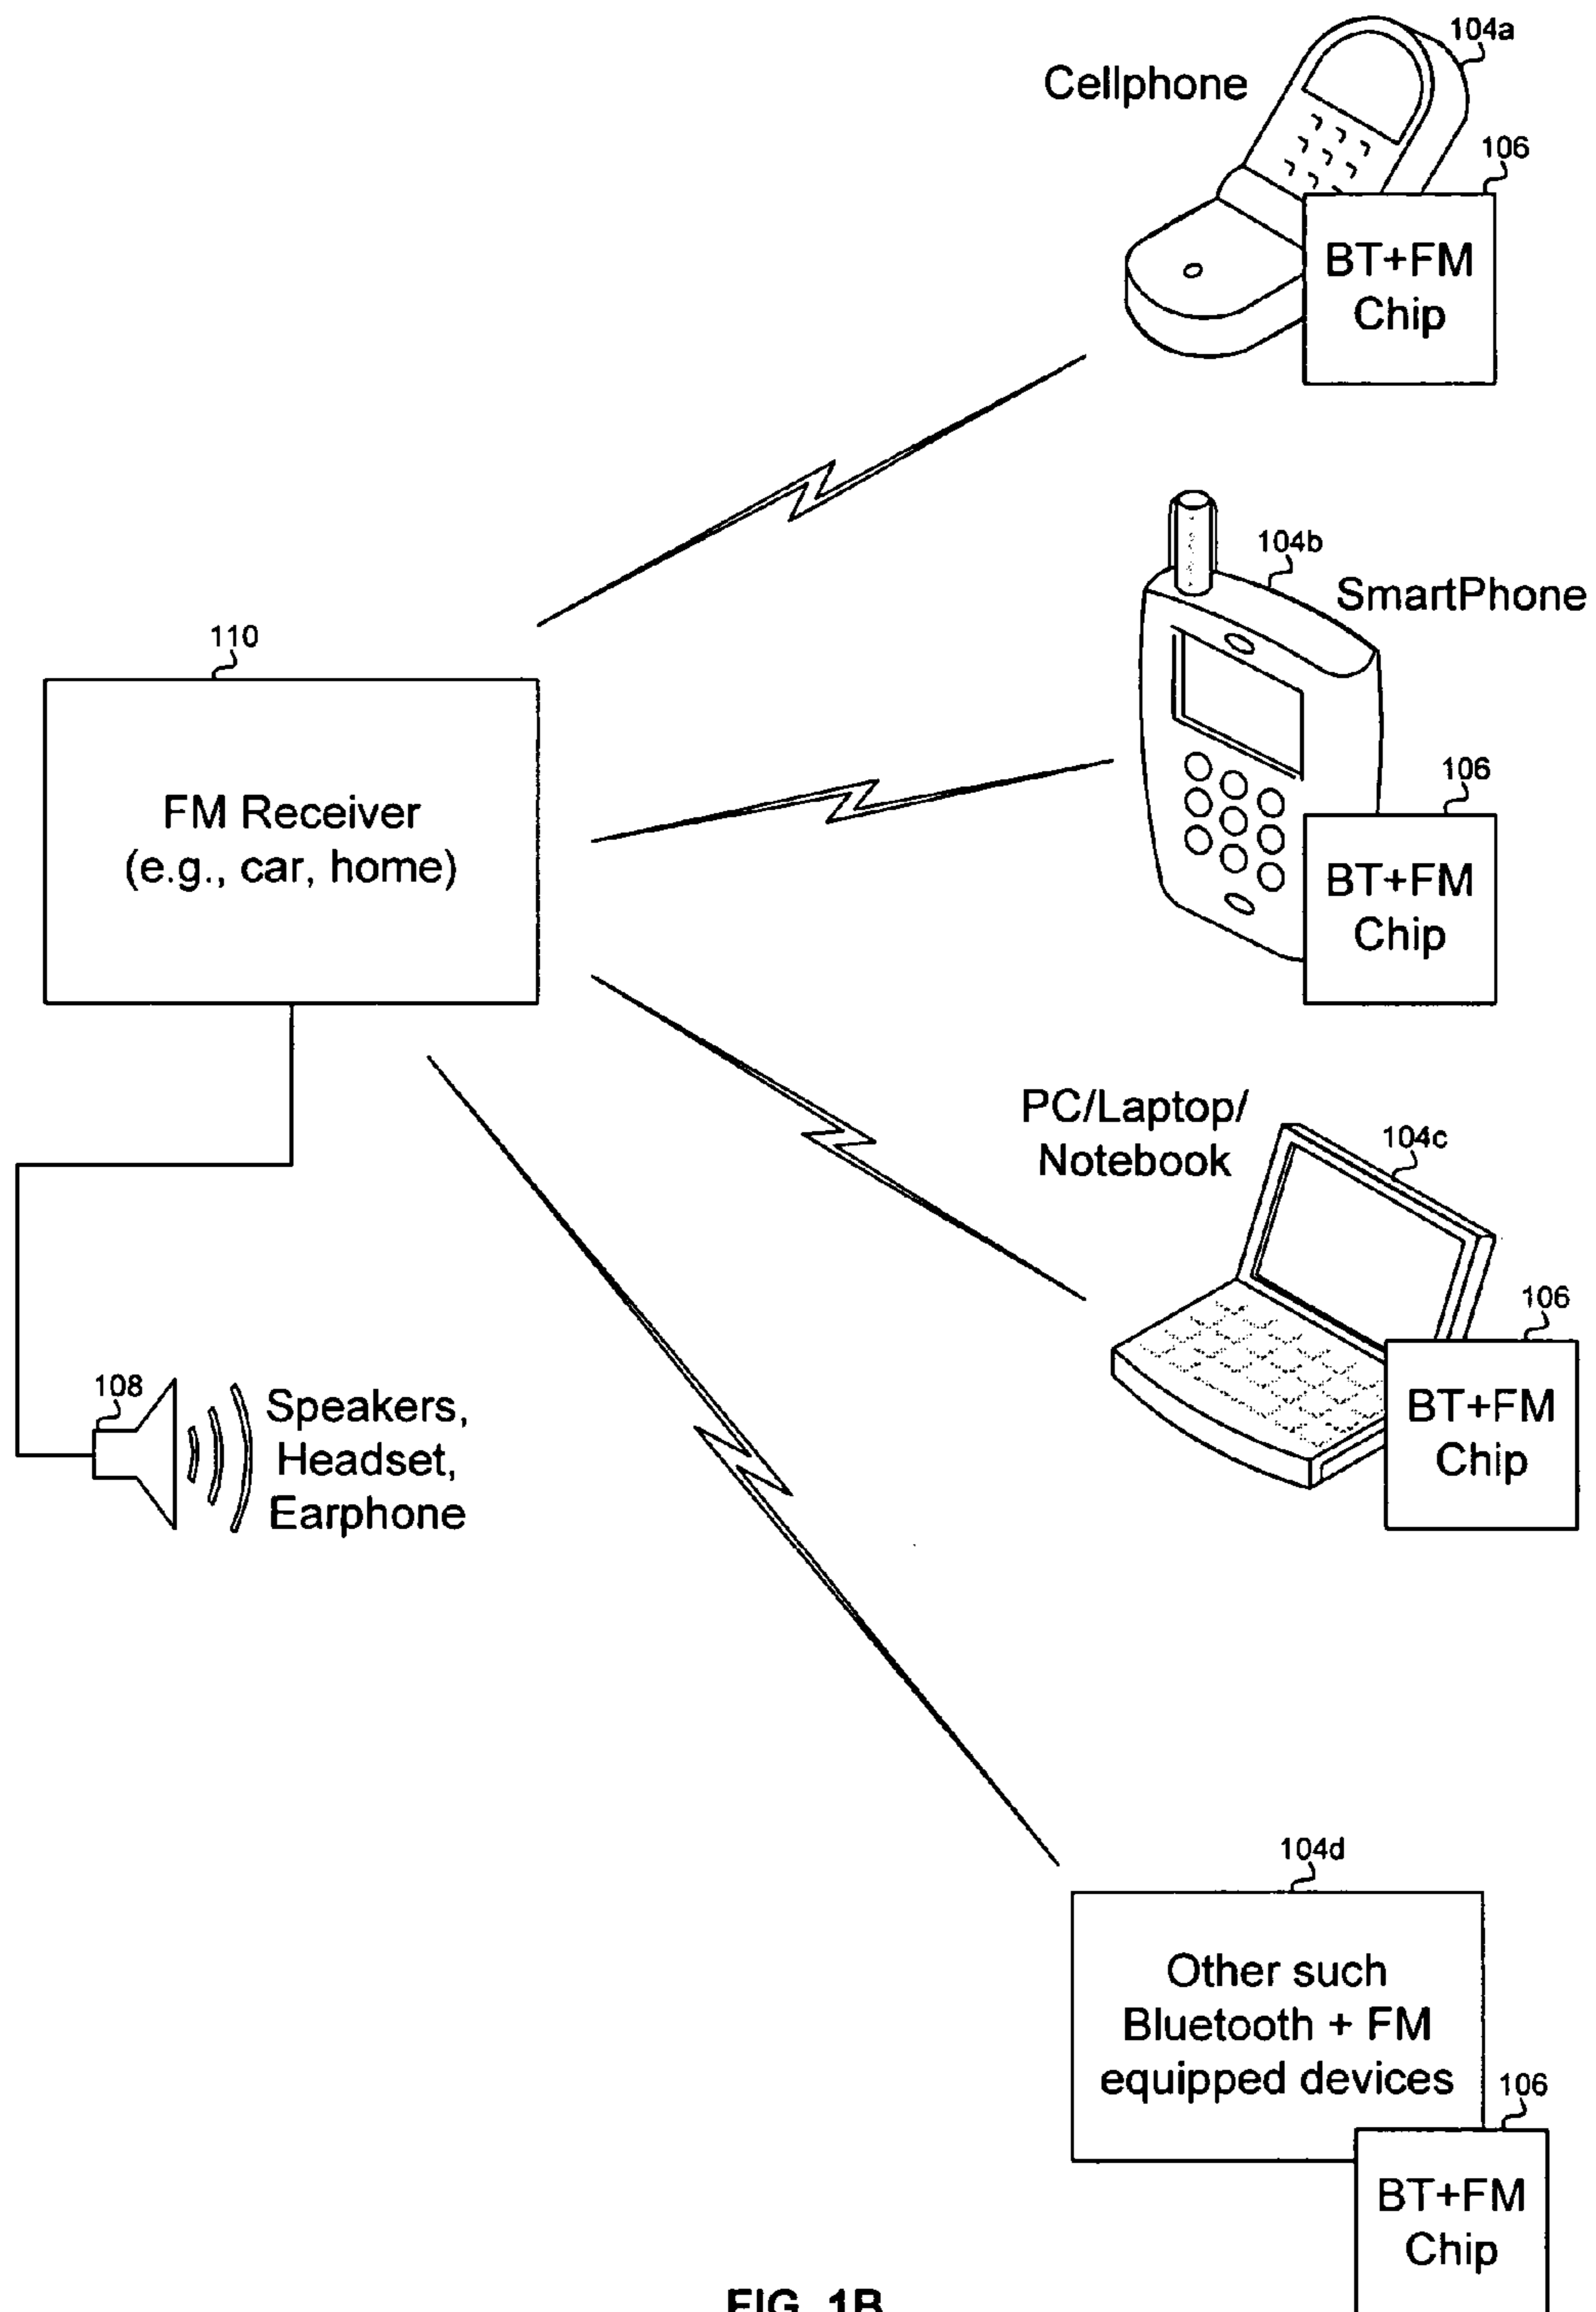 104a
Cellphone
106
BT+FM
Chip
104b
SmartPhone
110
FM Receiver
(e.g., car, home)
106
BT+FM
Chip
PC/Laptop/
Notebook
104c
106
BT+FM
Chip
108
Speakers,
Headset,
Earphone
104d
Other such
Bluetooth + FM
equipped devices
106
BT+FM
Chip
FIG. 1B